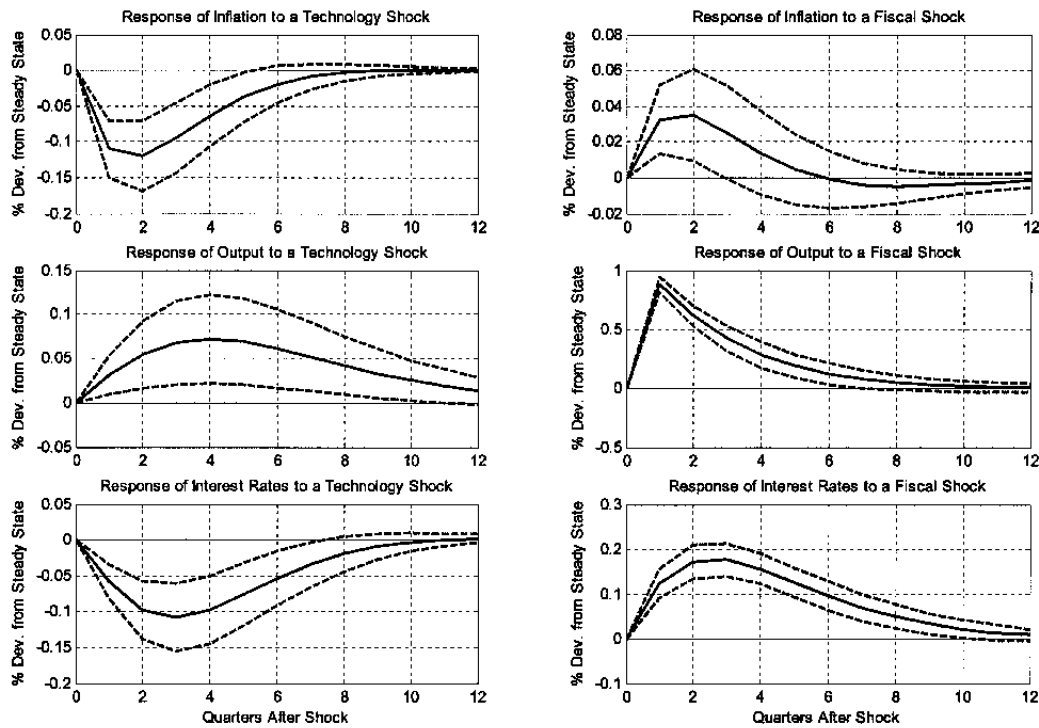 Response of Inflation to a Technology Shock
% Dev. from Steady State
0.05
0
-0.05
-0.1
-0.15
-0.2
0 2 4 6 8 10 12
Response of Inflation to a Fiscal Shock
% Dev. from Steady State
0.08
0.06
0.04
0.02
0
-0.02
0 2 4 6 8 10 12
Response of Output to a Technology Shock
% Dev. from Steady State
0.15
0.1
0.05
0
-0.05
0 2 4 6 8 10 12
Response of Output to a Fiscal Shock
% Dev. from Steady State
1
0.5
0
-0.5
0 2 4 6 8 10 12
Response of Interest Rates to a Technology Shock
% Dev. from Steady State
0.05
0
-0.05
-0.1
-0.15
-0.2
0 2 4 6 8 10 12
Quarters After Shock
Response of Interest Rates to a Fiscal Shock
% Dev. from Steady State
0.3
0.2
0.1
0
-0.1
0 2 4 6 8 10 12
Quarters After Shock